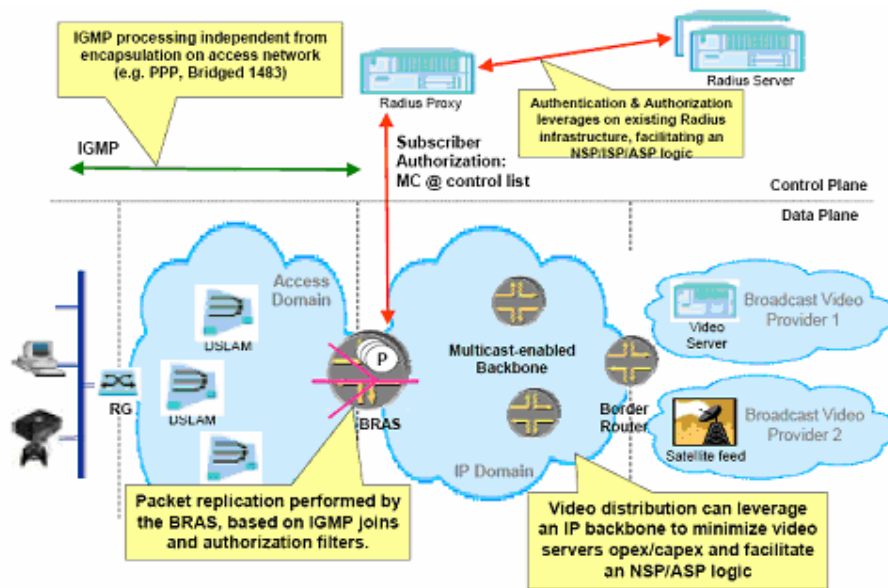 IGMP processing independent from
encapsulation on access network
(e.g. PPP, Bridged 1483)
Radius Proxy
Radius Server
Authentication & Authorization
leverages on existing Radius
infrastructure, facilitating an
NSP/ISP/ASP logic
IGMP
Subscriber
Authorization:
MC @ control list
Control Plane
Data Plane
Access
Domain
DSLAM
DSLAM
RG
P
BRAS
Multicast-enabled
Backbone
IP Domain
Border
Router
Video
Server
Broadcast Video
Provider 1
Satellite feed
Broadcast Video
Provider 2
Packet replication performed by
the BRAS, based on IGMP joins
and authorization filters.
Video distribution can leverage
an IP backbone to minimize video
servers opex/capex and facilitate
an NSP/ASP logic